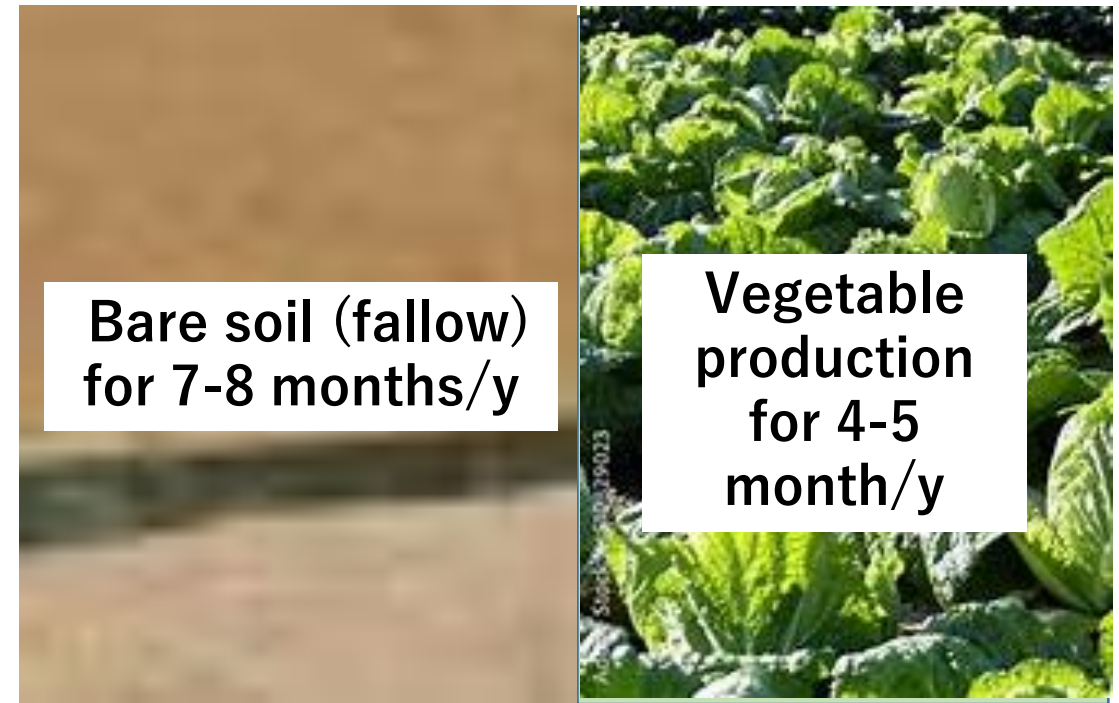 Bare soil (fallow)
for 7-8 months/y
Vegetable
production
for 4-5
month/y